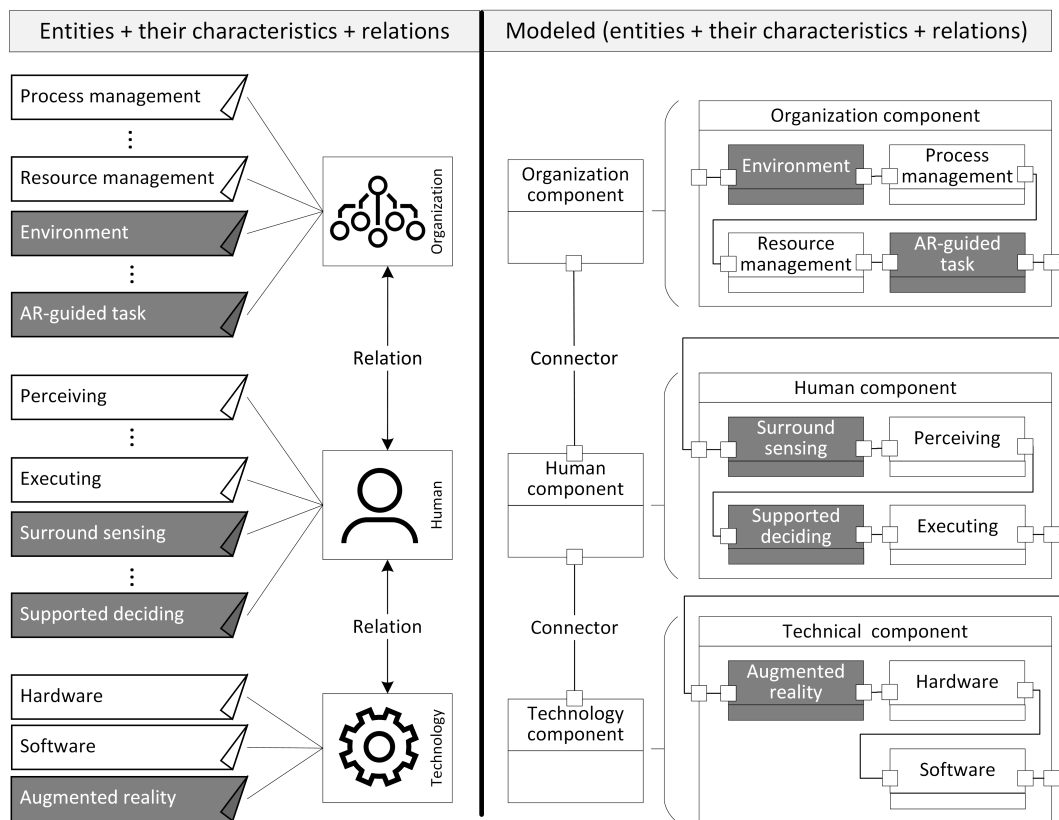 Entities + their characteristics + relations
Process management
Resource management
Environment
AR-guided task
Organization
Relation
Perceiving
Executing
Surround sensing
Supported deciding
Human
Relation
Hardware
Software
Augmented reality
Technology
Modeled (entities + their characteristics + relations)
Organization
component
Connector
Human
component
Connector
Technology
component
Organization component
Environment
Process
management
Resource
management
AR-guided
task
Human component
Surround
sensing
Perceiving
Supported
deciding
Executing
Technical component
Augmented
reality
Hardware
Software